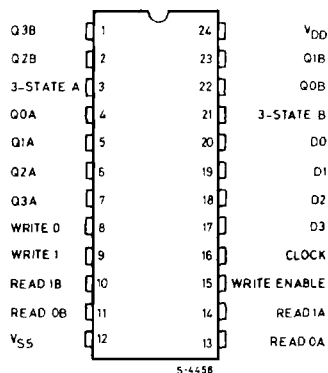 Q3B 1 24 VDD
Q2B 2 23 Q1B
3-STATE A 3 22 Q0B
Q0A 4 21 3-STATE B
Q1A 5 20 D0
Q2A 6 19 D1
Q3A 7 18 D2
WRITE 0 8 17 D3
WRITE 1 9 16 CLOCK
READ 1B 10 15 WRITE ENABLE
READ 0B 11 14 READ 1A
VSS 12 13 READ 0A
S-4456